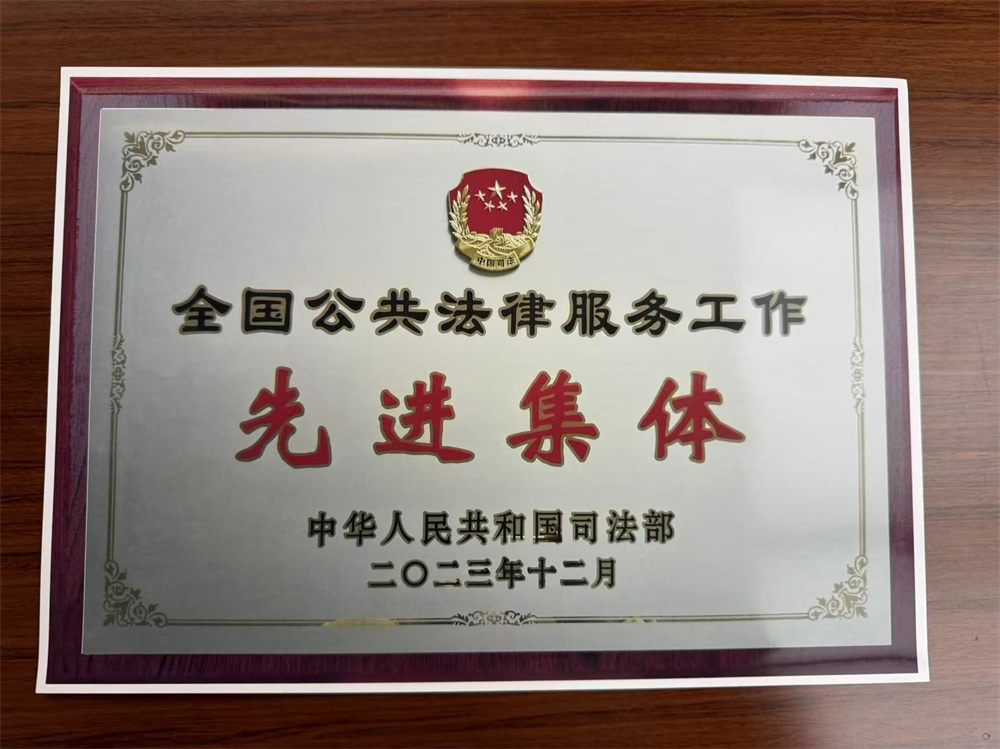 中国司法
全国公共法律服务工作
先进集体
中华人民共和国司法部
二〇二三年十二月